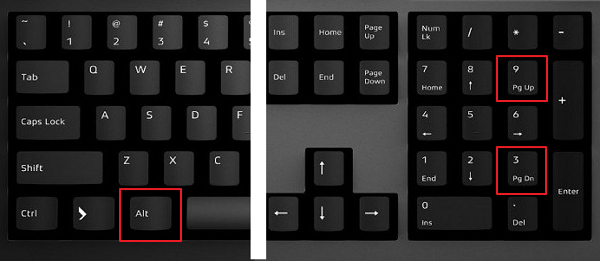 ~ ! @ # $
` 1 2 3 4
Tab Q W E R
Caps Lock A S D F
Shift Z X C
Ctrl Alt
Ins Home Page Up
Del End Page Down
↑
← ↓ →
Num Lk / * -
7 Home 8 ↑ 9 Pg Up +
4 ← 5 6 →
1 End 2 ↓ 3 Pg Dn Enter
0 Ins . Del